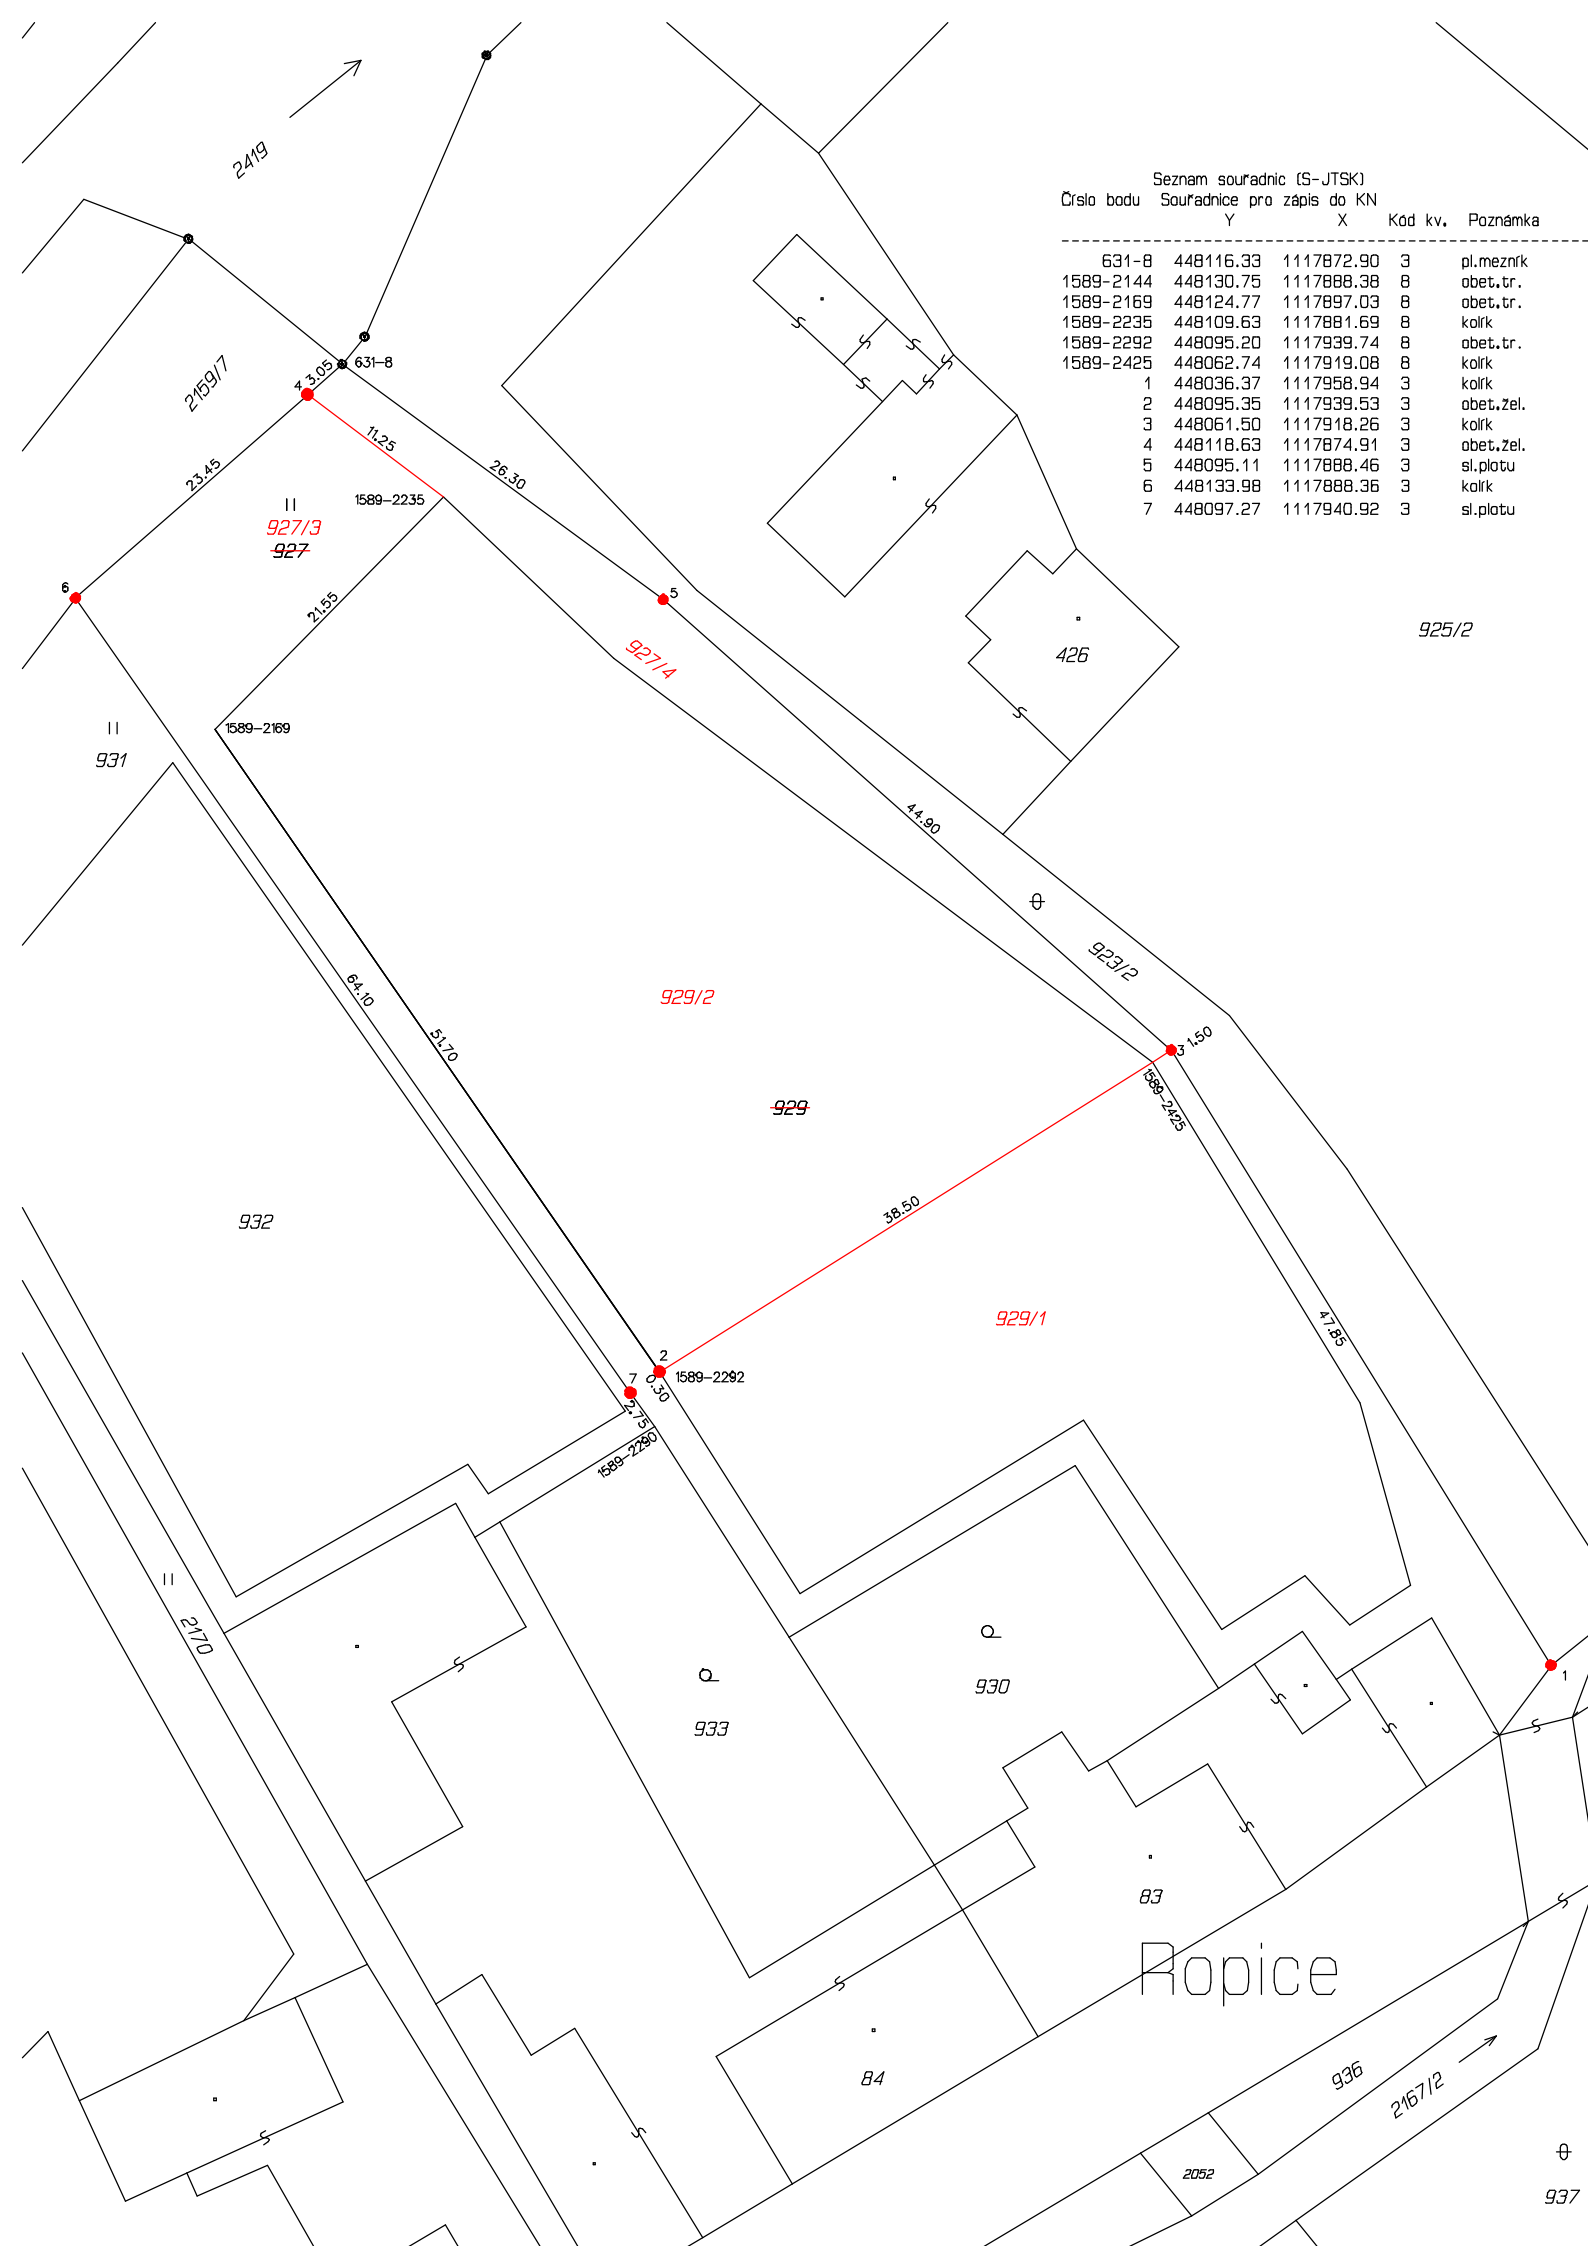 2419
Seznam souřadnic (S-JTSK)
Číslo bodu Souřadnice pro zápis do KN
Y X Kód kv. Poznámka
631-8 448116.33 1117872.90 3 pl.mezník
1589-2144 448130.75 1117888.38 8 obet.tr.
1589-2169 448124.77 1117897.03 8 obet.tr.
1589-2235 448109.63 1117881.69 8 kolík
1589-2292 448095.20 1117939.74 8 obet.tr.
1589-2425 448062.74 1117919.08 8 kolík
1 448036.37 1117958.94 3 kolík
2 448095.35 1117939.53 3 obet.žel.
3 448061.50 1117918.26 3 kolík
4 448118.63 1117874.91 3 obet.žel.
5 448095.11 1117888.46 3 sl.plotu
6 448133.98 1117888.36 3 kolík
7 448097.27 1117940.92 3 sl.plotu
631-8
3.05
4
2159/7
11.25
26.30
23.45
1589-2235
927/3
927
6
5
21.55
927/4
925/2
426
1589-2169
931
44.90
923/2
64.10
929/2
51.70
3
1.50
1589-2425
929
38.50
932
929/1
47.85
2
7
0.30
1589-2292
2.75
1589-2290
2170
1
930
933
83
Ropice
84
936
2167/2
2052
937